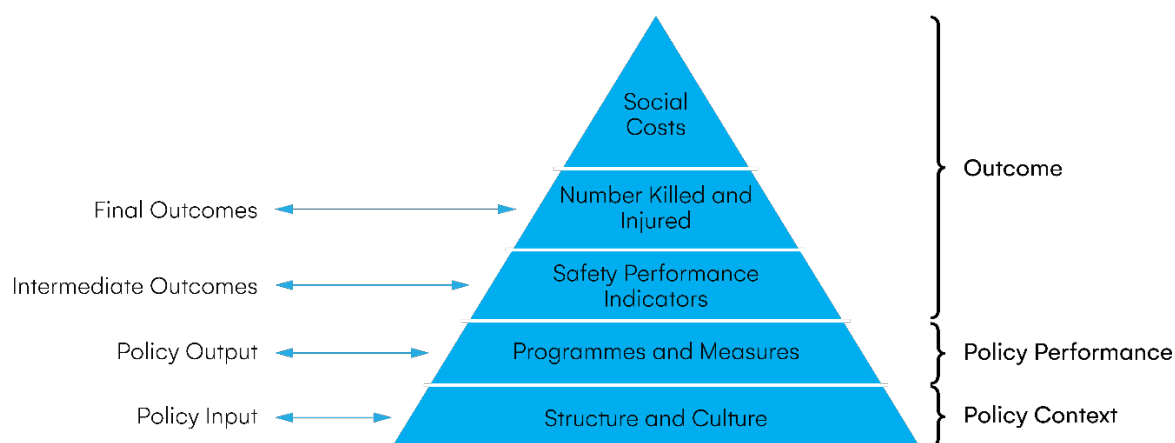 Social
Costs
Outcome
Final Outcomes
Number Killed and
Injured
Intermediate Outcomes
Safety Performance
Indicators
Policy Output
Programmes and Measures
Policy Performance
Policy Input
Structure and Culture
Policy Context